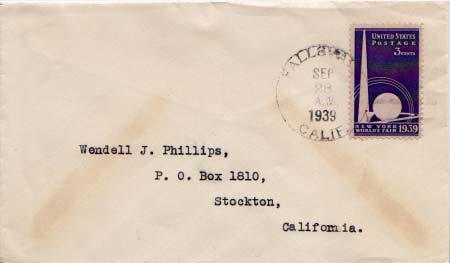 UNITED STATES
POSTAGE
3 CENTS
SEP
28
A.M.
1939
CALIF.
NEW YORK
WORLD'S FAIR 1939
Wendell J. Phillips,
P. O. Box 1810,
Stockton,
California.